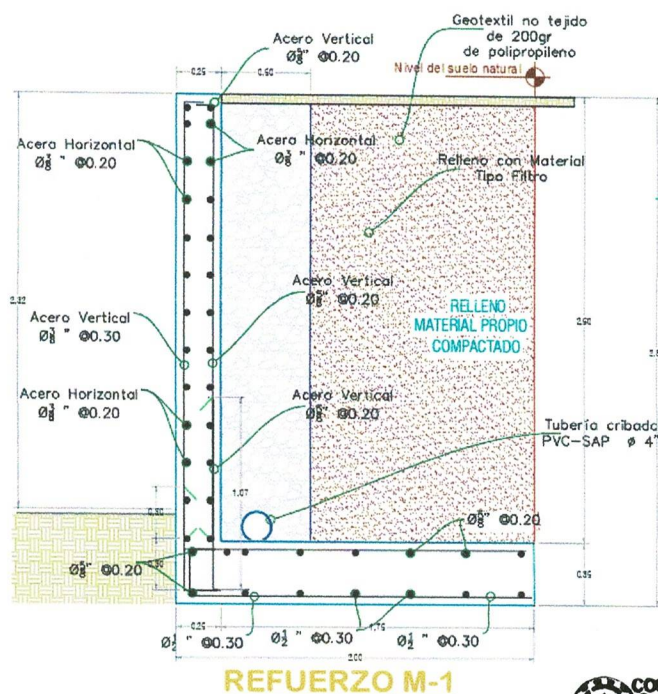 Geotextil no tejido
de 200gr
de polipropileno
Acero Vertical
Ø5/8" @0.20
0.25
0.50
Nivel del suelo natural
Acero Horizontal
Ø3/8 " @0.20
Acero Horizontal
Ø3/8 " @0.20
Relleno con Material
Tipo Filtro
2.32
Acero Vertical
Ø3/8 " @0.30
Acero Vertical
Ø5/8" @0.20
RELLENO
MATERIAL PROPIO
COMPACTADO
2.90
Acero Horizontal
Ø3/8 " @0.20
Acero Vertical
Ø5/8" @0.20
Tubería cribada
PVC-SAP ø 4"
1.07
Ø5/8" @0.20
Ø5/8" @0.20
0.30
0.35
0.25
1.75
Ø1/2 " @0.30
Ø1/2 " @0.30
Ø1/2 " @0.30
2.00
REFUERZO M-1